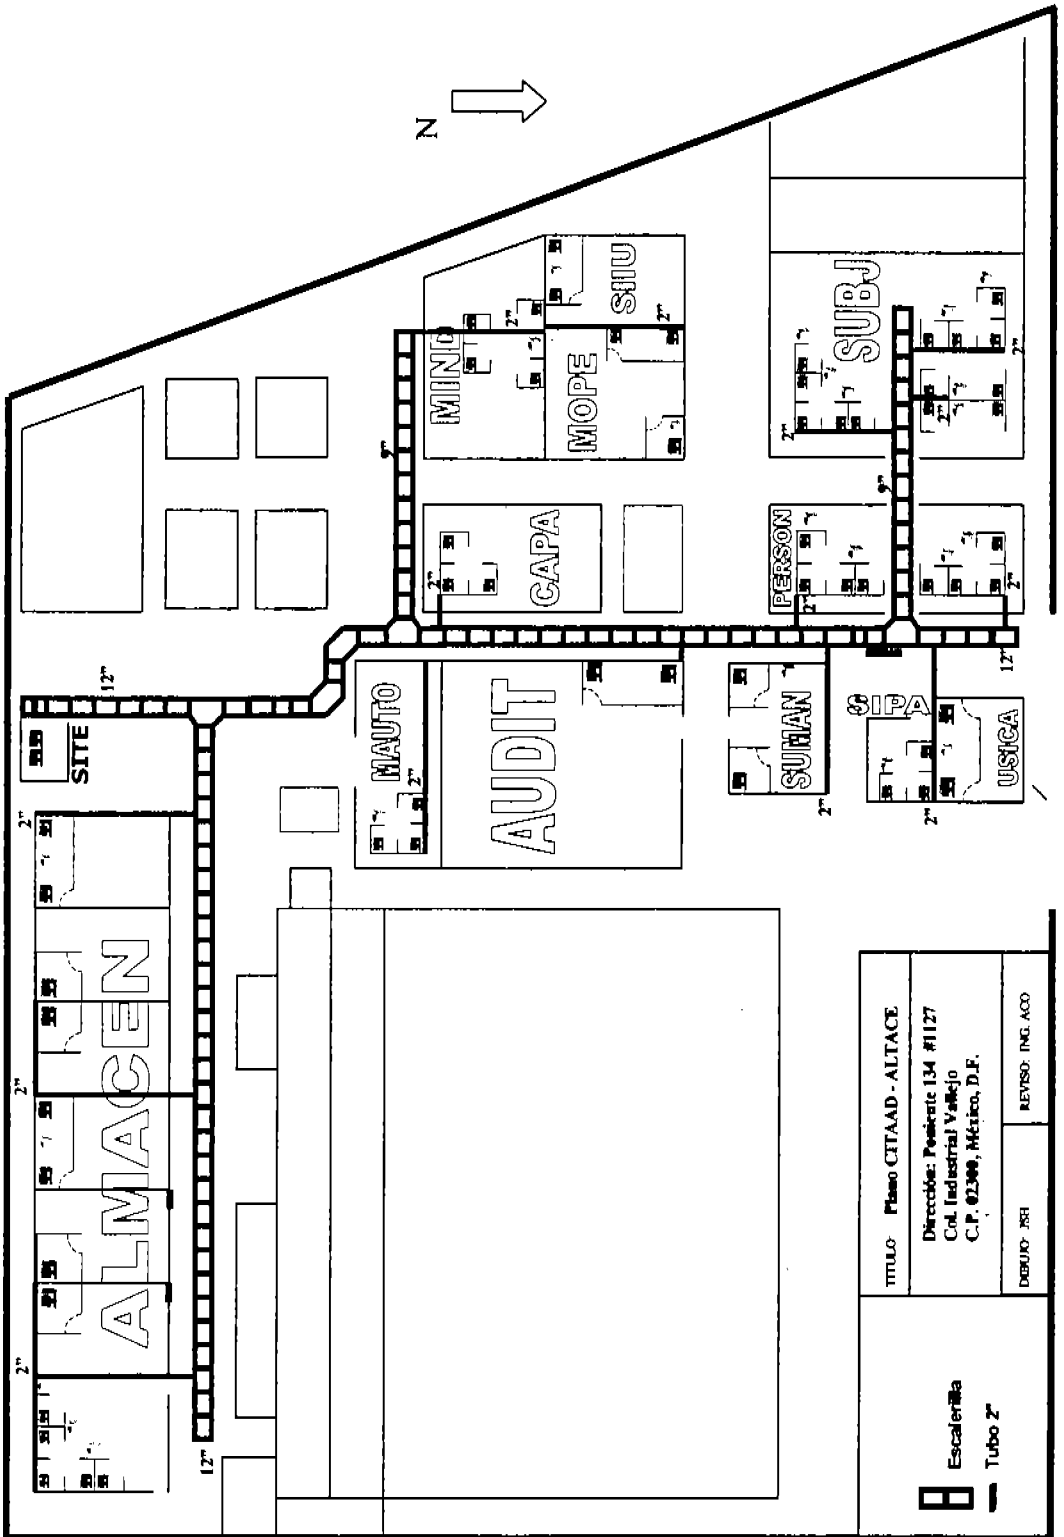 N
12"
SITE
2"
ALMACEN
2"
2"
12"
9"
MIND
2"
SIIU
2"
MOPE
CAPA
2"
MAUTO
2"
AUDIT
SUBJ
2"
2"
2"
9"
PERSON
2"
2"
12"
SUMAN
2"
SIPA
2"
USICA
Escalerilla
Tubo 2"
TITULO: Plano CITAAD - ALTACE
Dirección: Poniente 134 #1127
Col. Industrial Vallejo
C.P. 02300, México, D.F.
DIBUJO: JSH
REVISO: ING. ACO